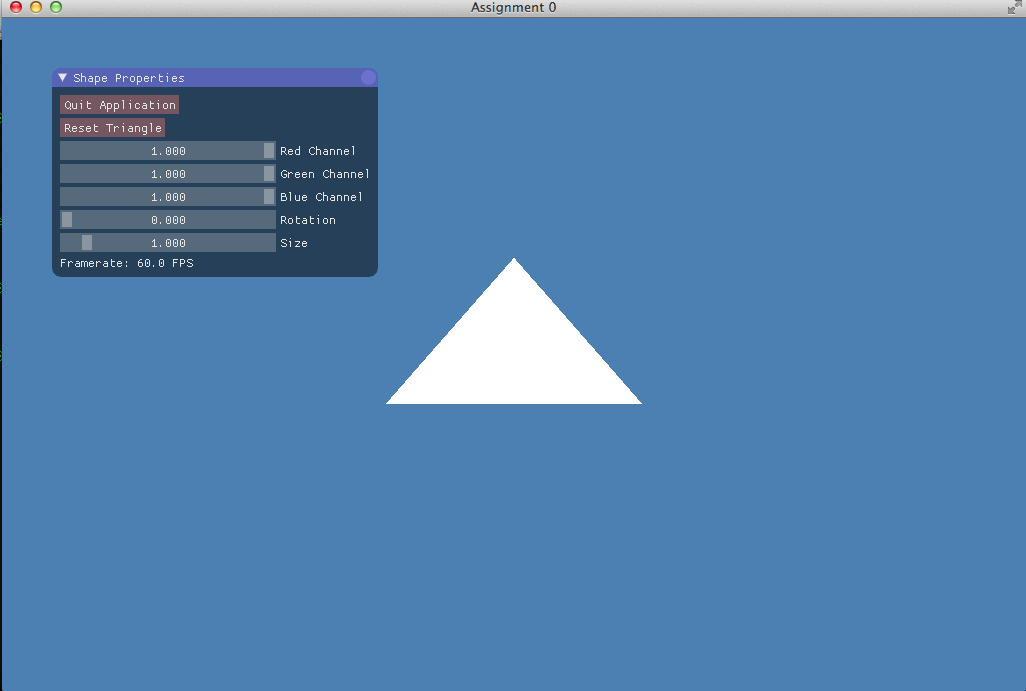 Assignment 0
Shape Properties
Quit Application
Reset Triangle
1.000 Red Channel
1.000 Green Channel
1.000 Blue Channel
0.000 Rotation
1.000 Size
Framerate: 60.0 FPS